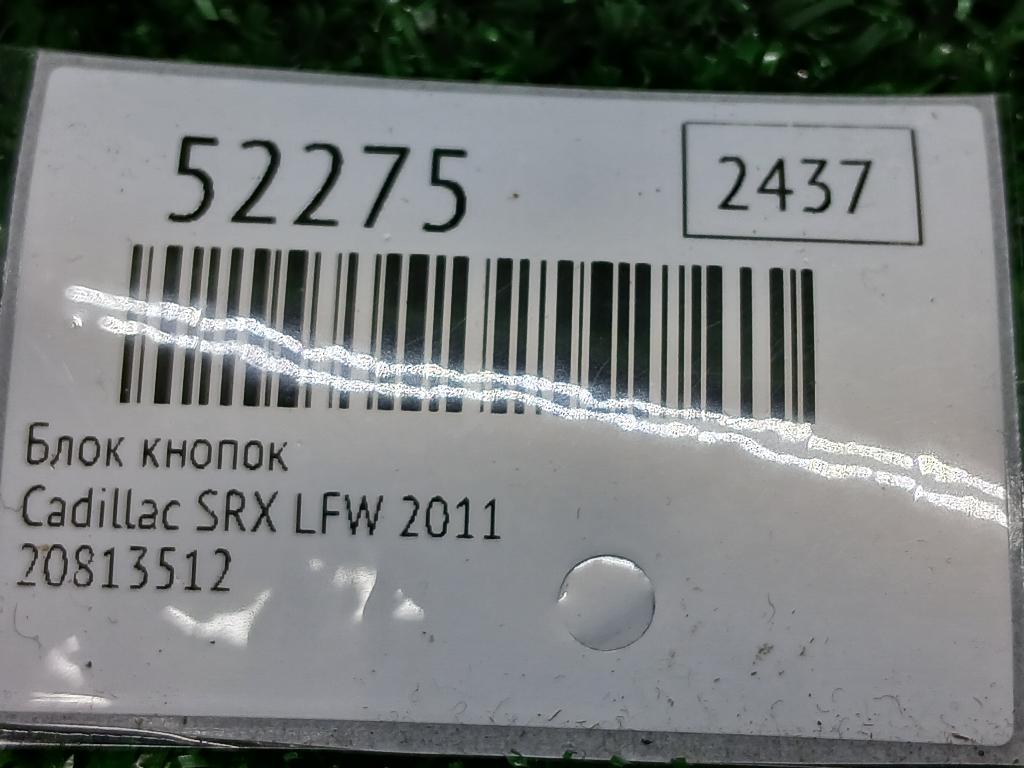 52275
2437
Блок кнопок
Cadillac SRX LFW 2011
20813512